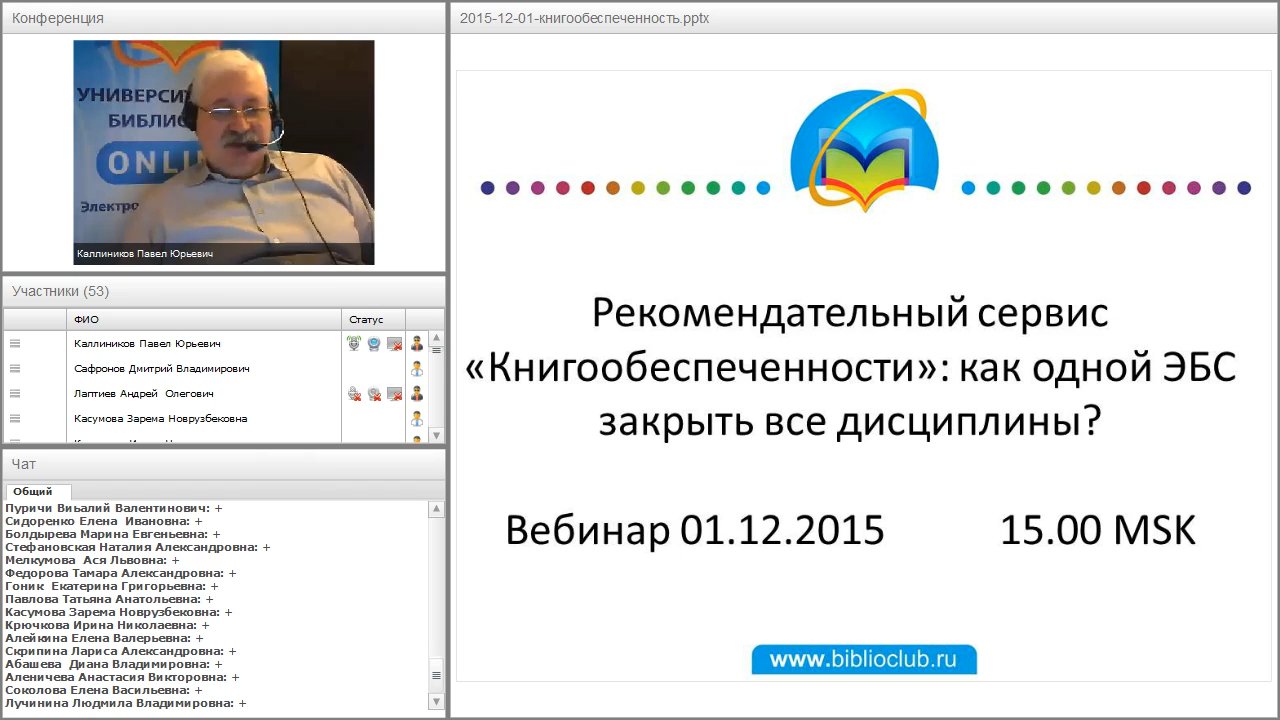 Конференция
УНИВЕРСИ
БИБЛИО
ONLI
Электро
Каллиников Павел Юрьевич
Участники (53)
ФИО Статус
Каллиников Павел Юрьевич
Сафронов Дмитрий Владимирович
Лаптиев Андрей Олегович
Касумова Зарема Новрузбековна
Чат
Общий
Пуричи Виьалий Валентинович: +
Сидоренко Елена Ивановна: +
Болдырева Марина Евгеньевна: +
Стефановская Наталия Александровна: +
Мелкумова Ася Львовна: +
Федорова Тамара Александровна: +
Гоник Екатерина Григорьевна: +
Павлова Татьяна Анатольевна: +
Касумова Зарема Новрузбековна: +
Крючкова Ирина Николаевна: +
Алейкина Елена Валерьевна: +
Скрипина Лариса Александровна: +
Абашева Диана Владимировна: +
Аленичева Анастасия Викторовна: +
Соколова Елена Васильевна: +
Лучинина Людмила Владимировна: +
2015-12-01-книгообеспеченность.pptx
Рекомендательный сервис
«Книгообеспеченности»: как одной ЭБС
закрыть все дисциплины?
Вебинар 01.12.2015 15.00 MSK
www.biblioclub.ru